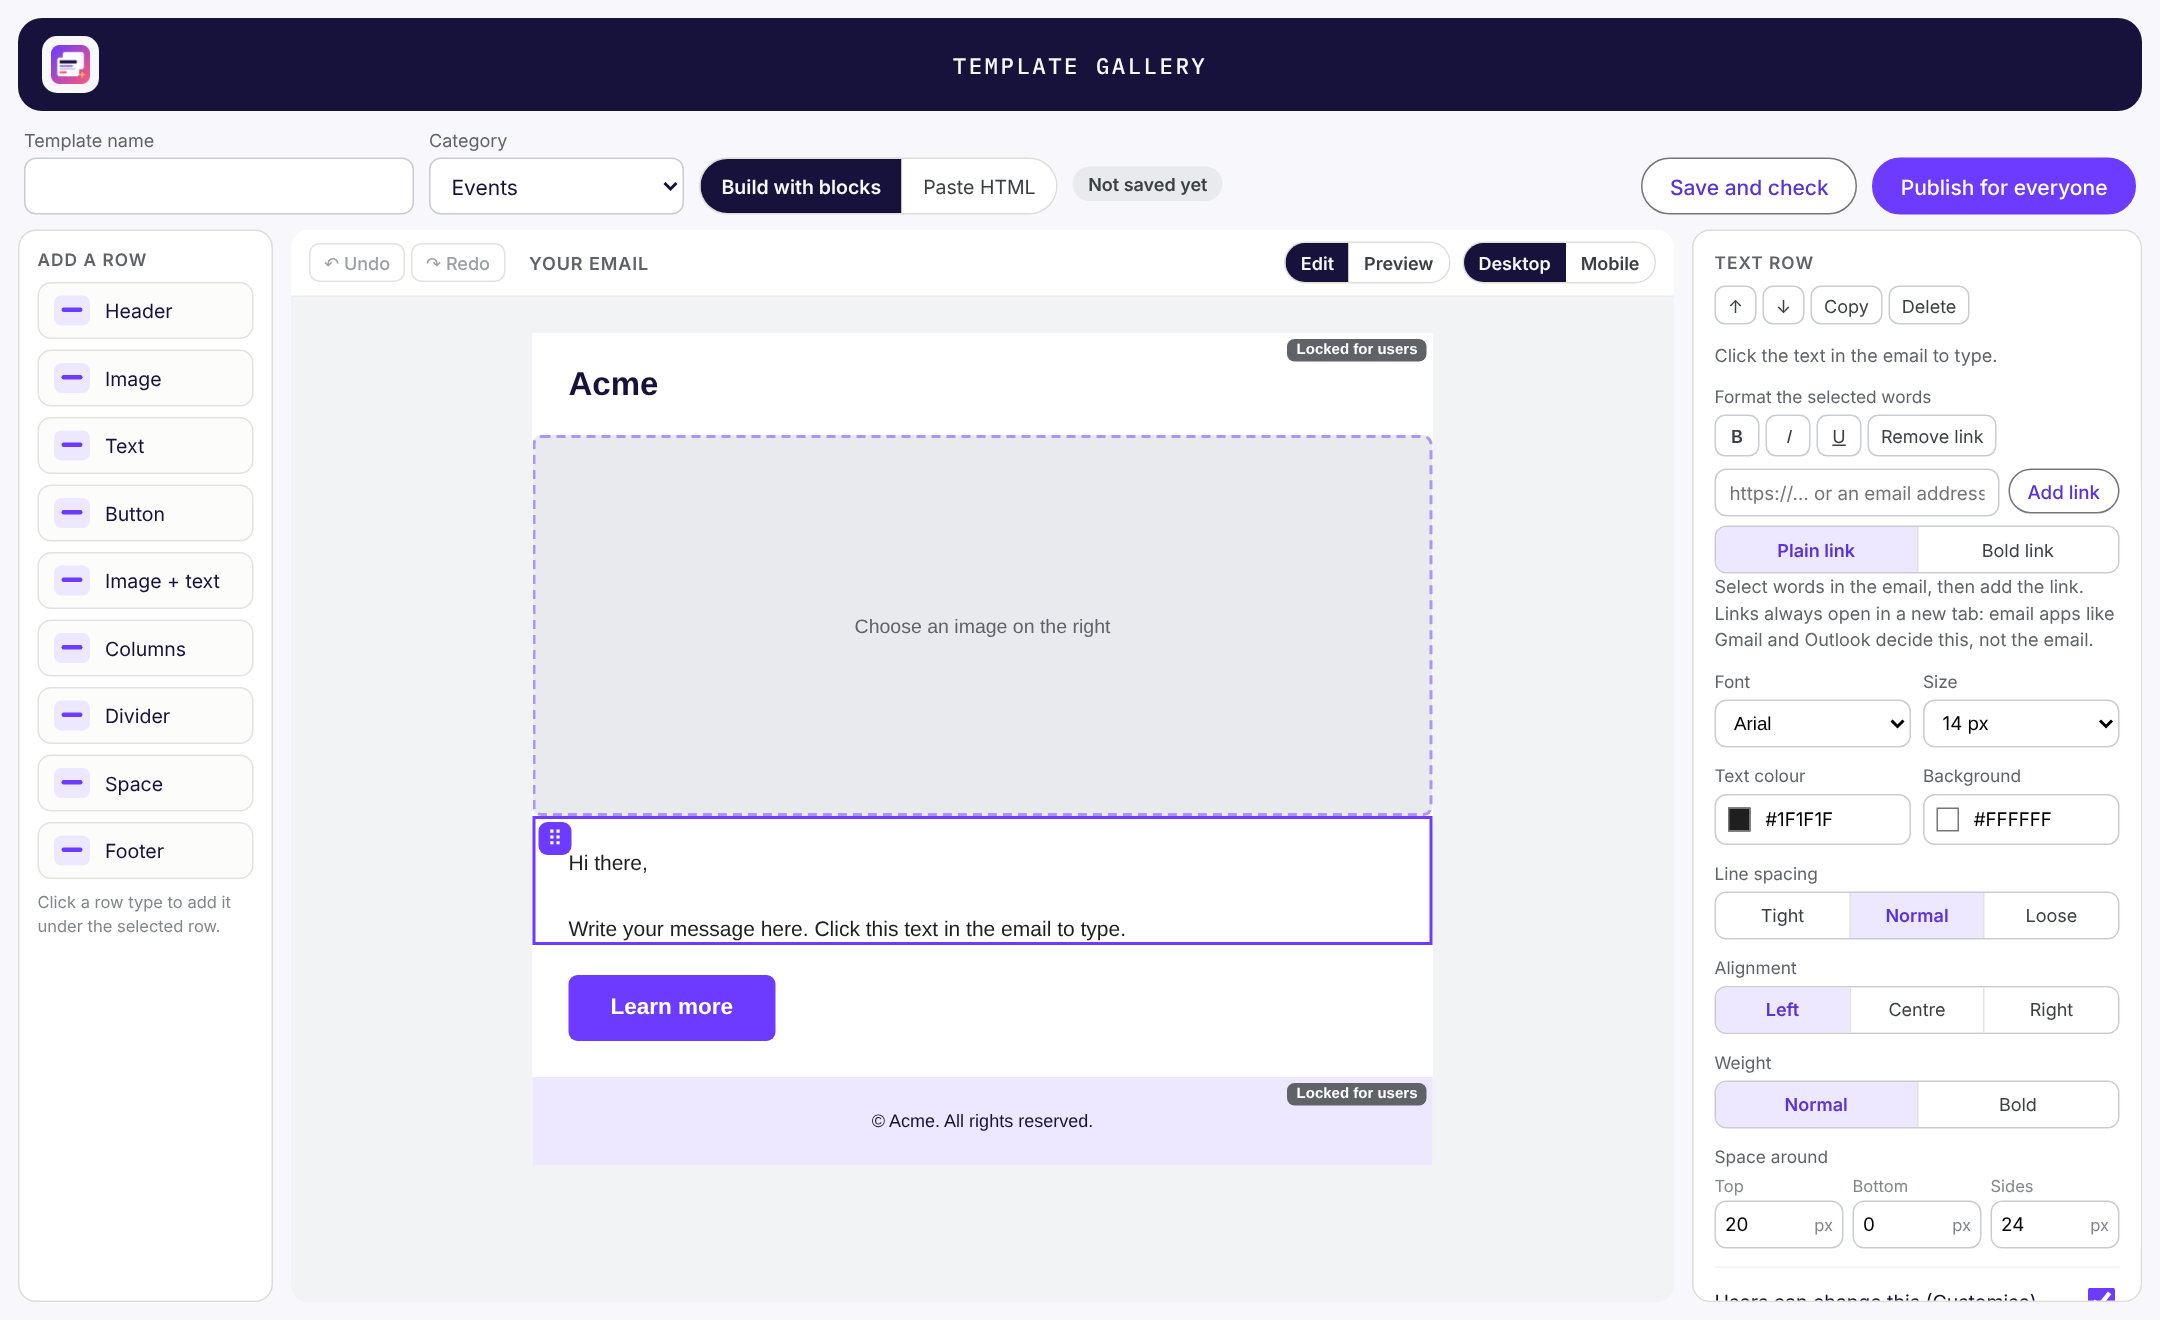 TEMPLATE GALLERY
Template name
Category
Events
Build with blocks
Paste HTML
Not saved yet
Save and check
Publish for everyone
ADD A ROW
Header
Image
Text
Button
Image + text
Columns
Divider
Space
Footer
Click a row type to add it
under the selected row.
↶ Undo
↷ Redo
YOUR EMAIL
Edit
Preview
Desktop
Mobile
Locked for users
Acme
Choose an image on the right
Hi there,
Write your message here. Click this text in the email to type.
Learn more
Locked for users
© Acme. All rights reserved.
TEXT ROW
↑
↓
Copy
Delete
Click the text in the email to type.
Format the selected words
B
I
U
Remove link
https://... or an email address
Add link
Plain link
Bold link
Select words in the email, then add the link.
Links always open in a new tab: email apps like
Gmail and Outlook decide this, not the email.
Font
Size
Arial
14 px
Text colour
Background
#1F1F1F
#FFFFFF
Line spacing
Tight
Normal
Loose
Alignment
Left
Centre
Right
Weight
Normal
Bold
Space around
Top
Bottom
Sides
20 px
0 px
24 px
Users can change this (Customise)